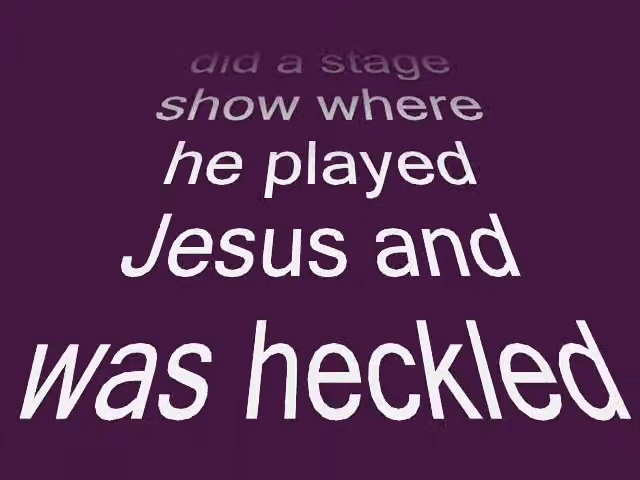 did a stage
show where
he played
Jesus and
was heckled